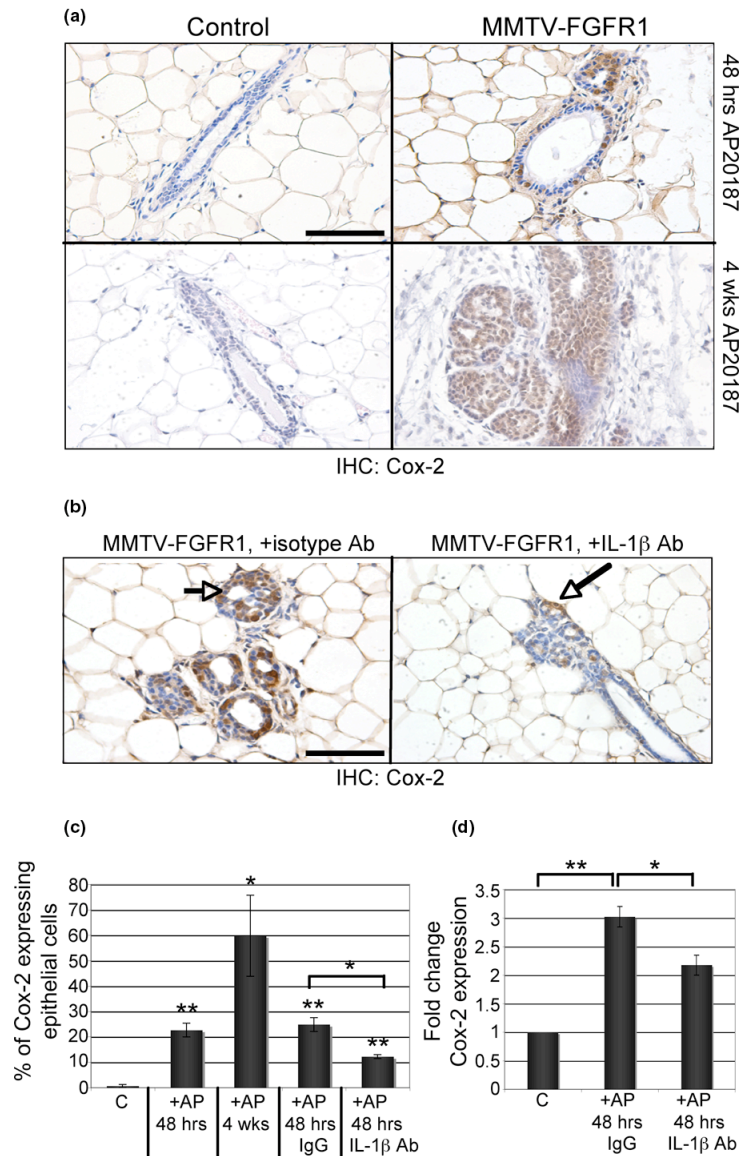 (a)
Control
MMTV-FGFR1
48 hrs AP20187
4 wks AP20187
IHC: Cox-2
(b)
MMTV-FGFR1, +isotype Ab
MMTV-FGFR1, +IL-1β Ab
IHC: Cox-2
(c)
% of Cox-2 expressing
epithelial cells
80
70
60
50
40
30
20
10
0
**
*
**
*
**
C
+AP
48 hrs
+AP
4 wks
+AP
48 hrs
IgG
+AP
48 hrs
IL-1β Ab
(d)
Fold change
Cox-2 expression
3.5
3
2.5
2
1.5
1
0.5
0
**
*
C
+AP
48 hrs
IgG
+AP
48 hrs
IL-1β Ab